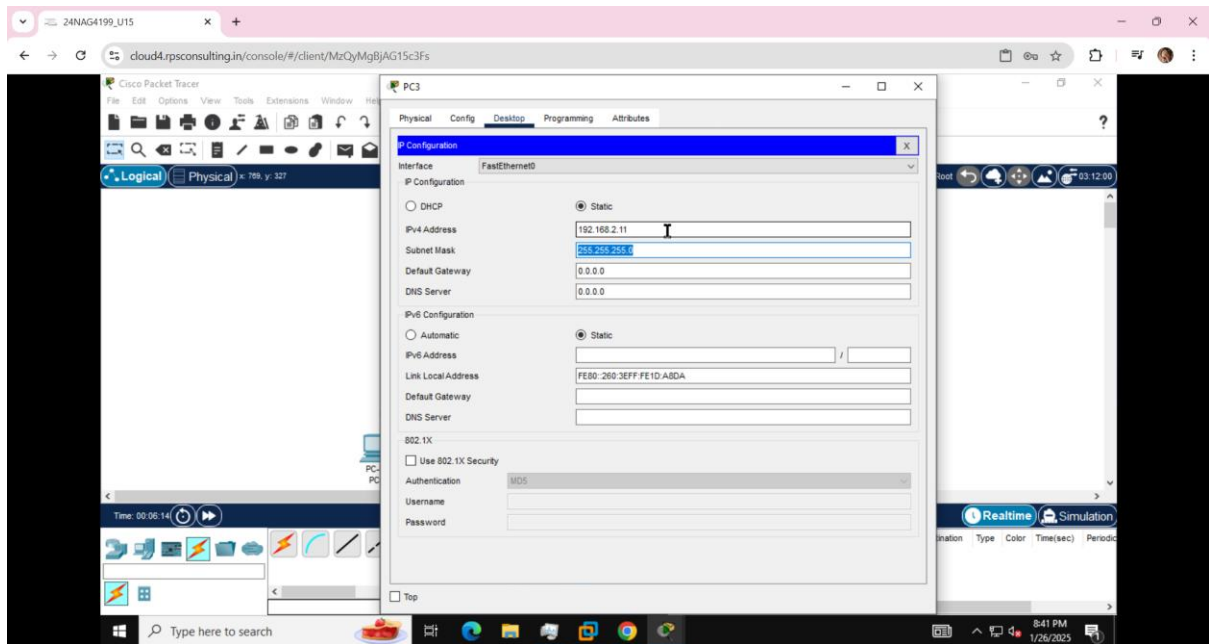 24NAG4199_U15
cloud4.rpsconsulting.in/console/#/client/MzQyMgBjAG15c3Fs
Cisco Packet Tracer
File Edit Options View Tools Extensions Window
Logical Physical x: 769, y: 327
PC3
Physical Config Desktop Programming Attributes
IP Configuration X
Interface FastEthernet0
IP Configuration
DHCP Static
IPv4 Address 192.168.2.11
Subnet Mask 255.255.255.0
Default Gateway 0.0.0.0
DNS Server 0.0.0.0
IPv6 Configuration
Automatic Static
IPv6 Address /
Link Local Address FE80::260:3EFF:FE1D:A8DA
Default Gateway
DNS Server
802.1X
Use 802.1X Security
Authentication MD5
Username
Password
Top
?
Root 03:12:00
PC-
PC
Time: 00:06:14
Realtime Simulation
ination Type Color Time(sec) Periodic
Type here to search
8:41 PM
1/26/2025